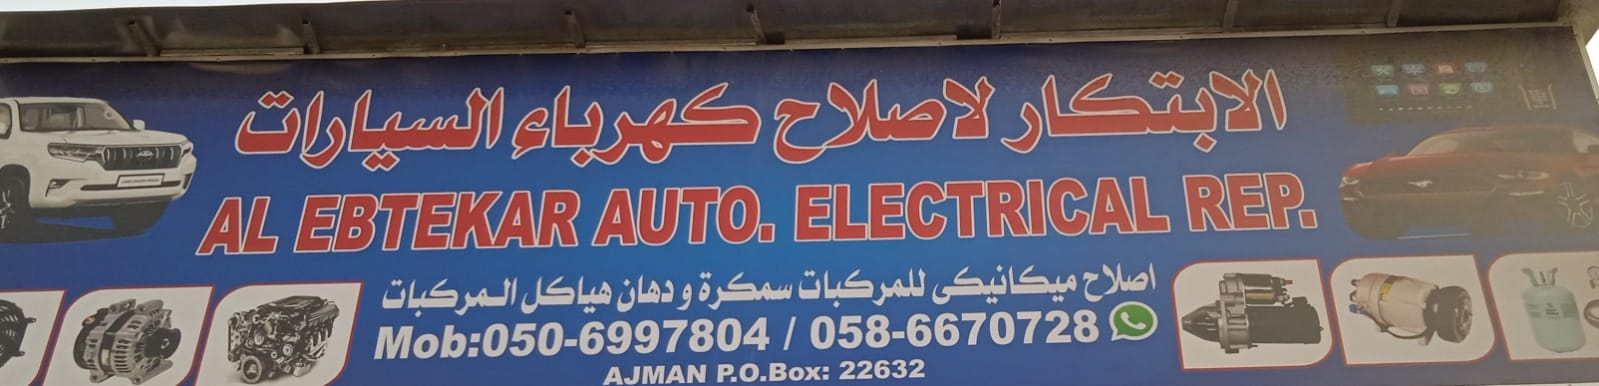 الابتكار لاصلاح كهرباء السيارات
AL EBTEKAR AUTO. ELECTRICAL REP.
اصلاح ميكانيكى للمركبات سمكرة و دهان هياكل المركبات
Mob:050-6997804 / 058-6670728
AJMAN P.O.Box: 22632